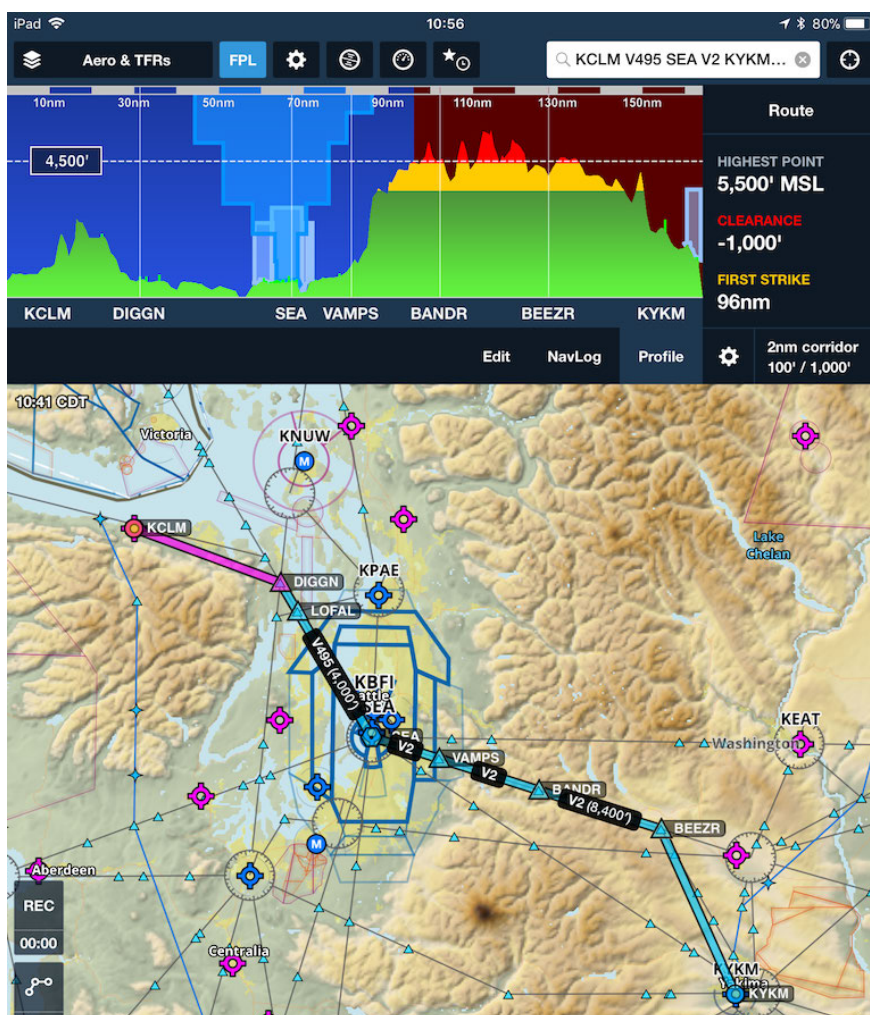 iPad 10:56 80%
Aero & TFRs FPL KCLM V495 SEA V2 KYKM...
10nm 30nm 50nm 70nm 90nm 110nm 130nm 150nm
Route
4,500'
HIGHEST POINT
5,500' MSL
CLEARANCE
-1,000'
FIRST STRIKE
96nm
KCLM DIGGN SEA VAMPS BANDR BEEZR KYKM
Edit NavLog Profile
2nm corridor
100' / 1,000'
10:41 CDT
Victoria
KNUW
M
KCLM
Lake
Chelan
KPAE
DIGGN
LOFAL
V495 (4,000')
KBFI
attle
SEA
SEA
KEAT
V2
Washington
VAMPS
V2
BANDR
V2 (8,400')
BEEZR
M
Aberdeen
REC
00:00
Centralia
KYKM
Yakima
KYKM